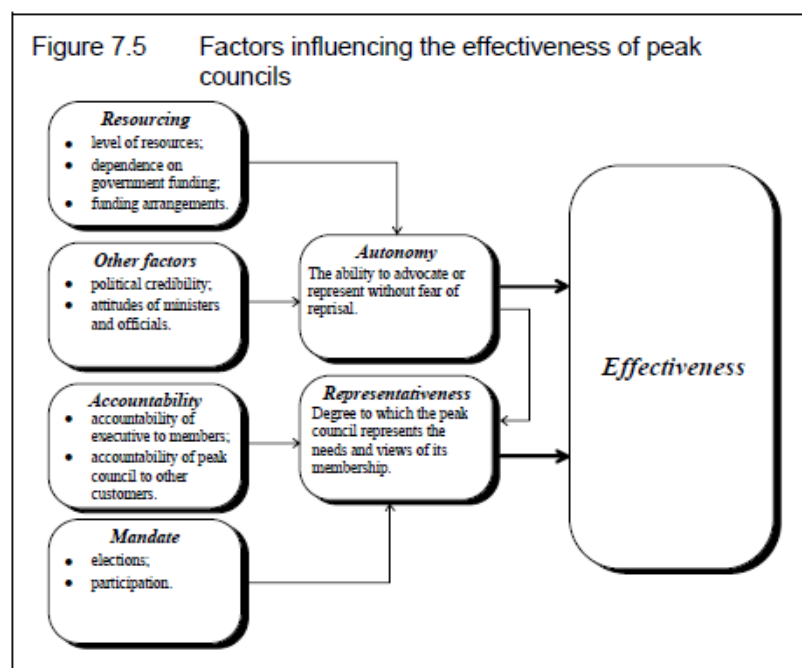 Figure 7.5 Factors influencing the effectiveness of peak
councils
Resourcing
• level of resources;
• dependence on
government funding;
• funding arrangements.
Other factors
• political credibility;
• attitudes of ministers
and officials.
Accountability
• accountability of
executive to members;
• accountability of peak
council to other
customers.
Mandate
• elections;
• participation.
Autonomy
The ability to advocate or
represent without fear of
reprisal.
Representativeness
Degree to which the peak
council represents the
needs and views of its
membership.
Effectiveness